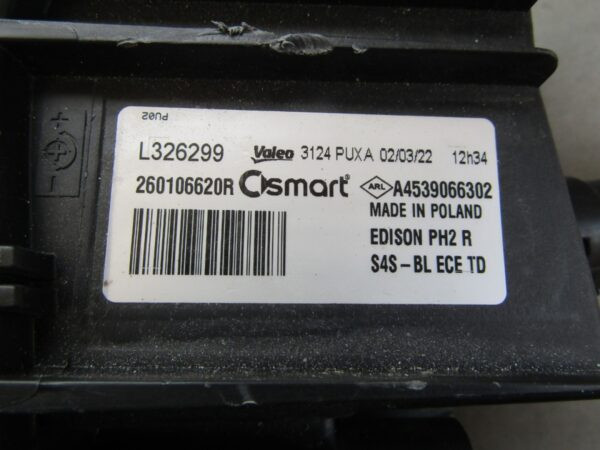 PU02
L326299 Valeo 3124 PUXA 02/03/22 12h34
260106620R smart ARL A4539066302
MADE IN POLAND
EDISON PH2 R
S4S-BL ECE TD